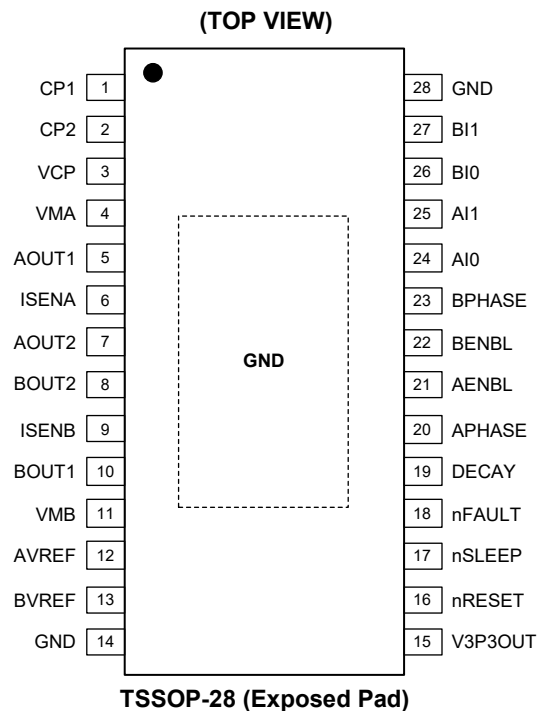 (TOP VIEW)
CP1 1 28 GND
CP2 2 27 BI1
VCP 3 26 BI0
VMA 4 25 AI1
AOUT1 5 24 AI0
ISENA 6 23 BPHASE
AOUT2 7 22 BENBL
GND
BOUT2 8 21 AENBL
ISENB 9 20 APHASE
BOUT1 10 19 DECAY
VMB 11 18 nFAULT
AVREF 12 17 nSLEEP
BVREF 13 16 nRESET
GND 14 15 V3P3OUT
TSSOP-28 (Exposed Pad)